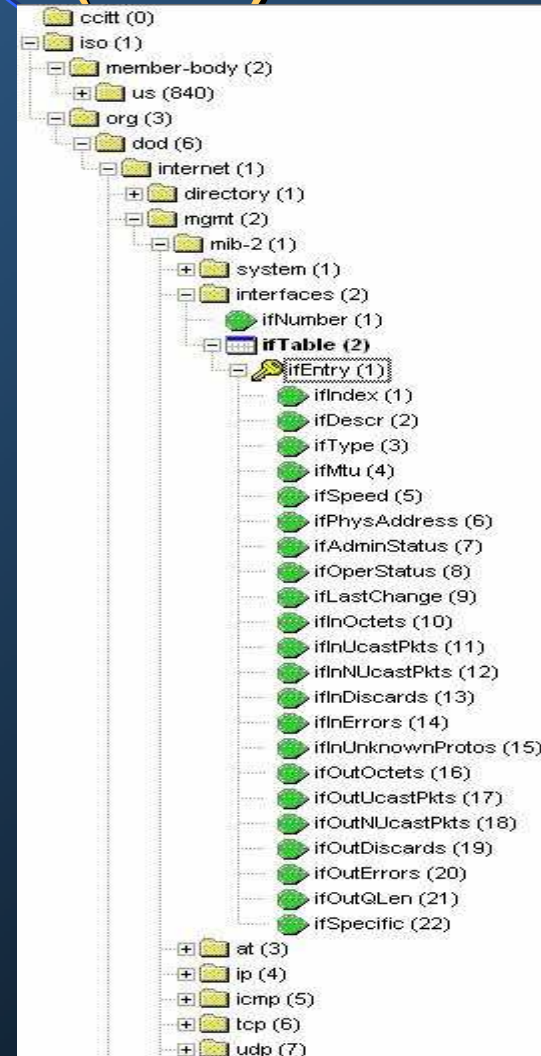 ccitt (0)
iso (1)
member-body (2)
us (840)
org (3)
dod (6)
internet (1)
directory (1)
mgmt (2)
mib-2 (1)
system (1)
interfaces (2)
ifNumber (1)
ifTable (2)
ifEntry (1)
ifIndex (1)
ifDescr (2)
ifType (3)
ifMtu (4)
ifSpeed (5)
ifPhysAddress (6)
ifAdminStatus (7)
ifOperStatus (8)
ifLastChange (9)
ifInOctets (10)
ifInUcastPkts (11)
ifInNUcastPkts (12)
ifInDiscards (13)
ifInErrors (14)
ifInUnknownProtos (15)
ifOutOctets (16)
ifOutUcastPkts (17)
ifOutNUcastPkts (18)
ifOutDiscards (19)
ifOutErrors (20)
ifOutQLen (21)
ifSpecific (22)
at (3)
ip (4)
icmp (5)
tcp (6)
udp (7)